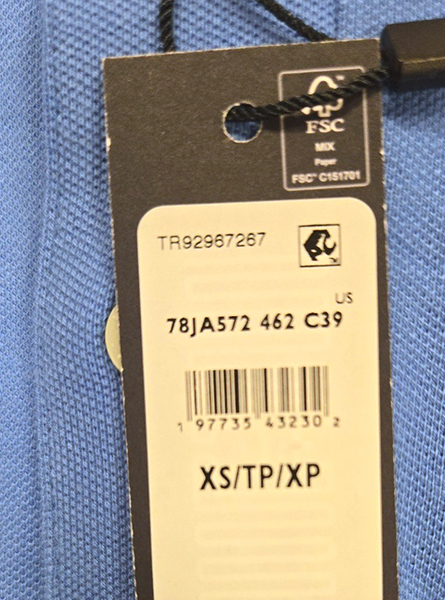 FSC
MIX
Paper
FSC® C151701
TR92967267
US
78JA572 462 C39
1 97735 43230 2
XS/TP/XP